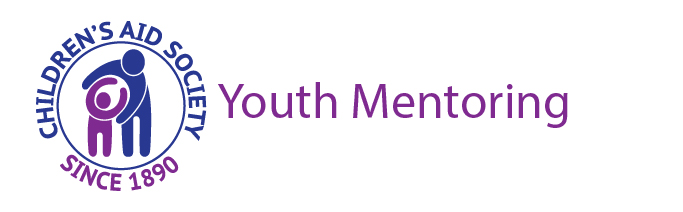 CHILDREN'S AID SOCIETY
SINCE 1890
Youth Mentoring